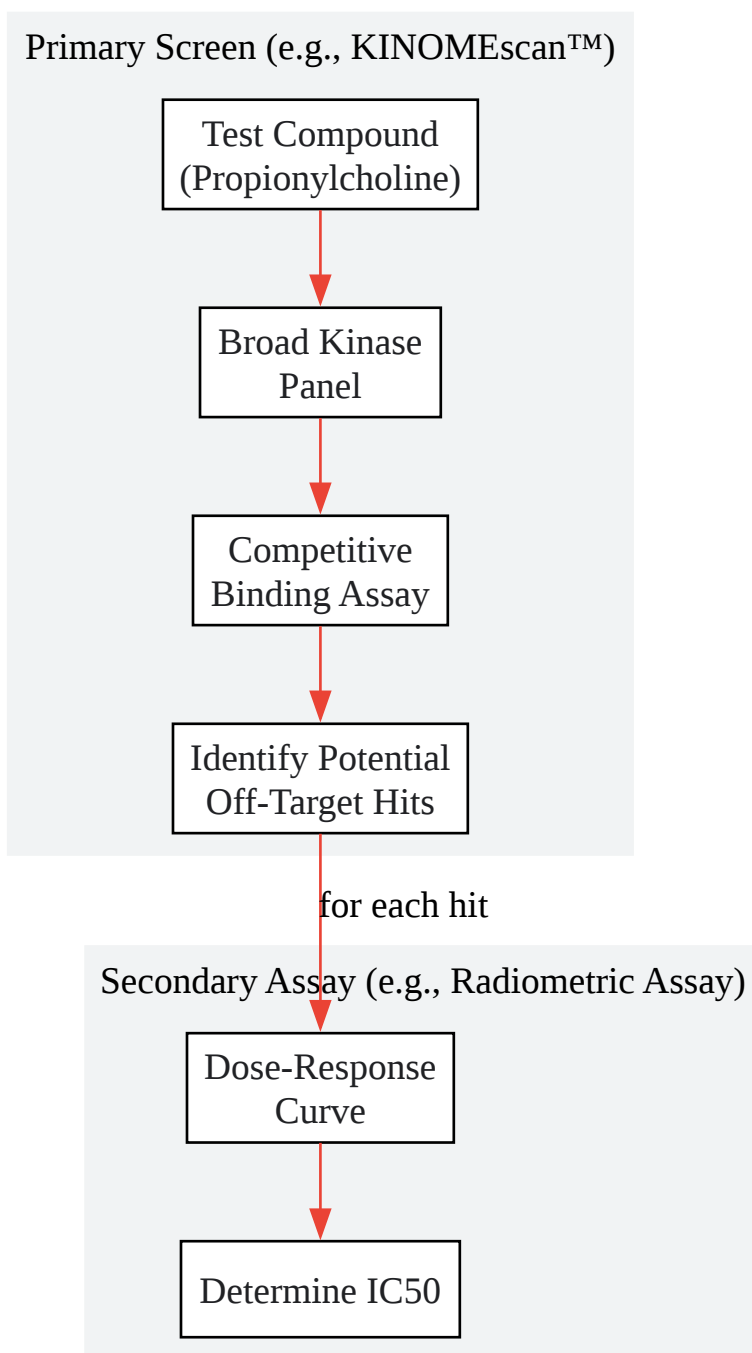 Primary Screen (e.g., KINOMEscan™)
Test Compound
(Propionylcholine)
Broad Kinase
Panel
Competitive
Binding Assay
Identify Potential
Off-Target Hits
for each hit
Secondary Assay (e.g., Radiometric Assay)
Dose-Response
Curve
Determine IC50